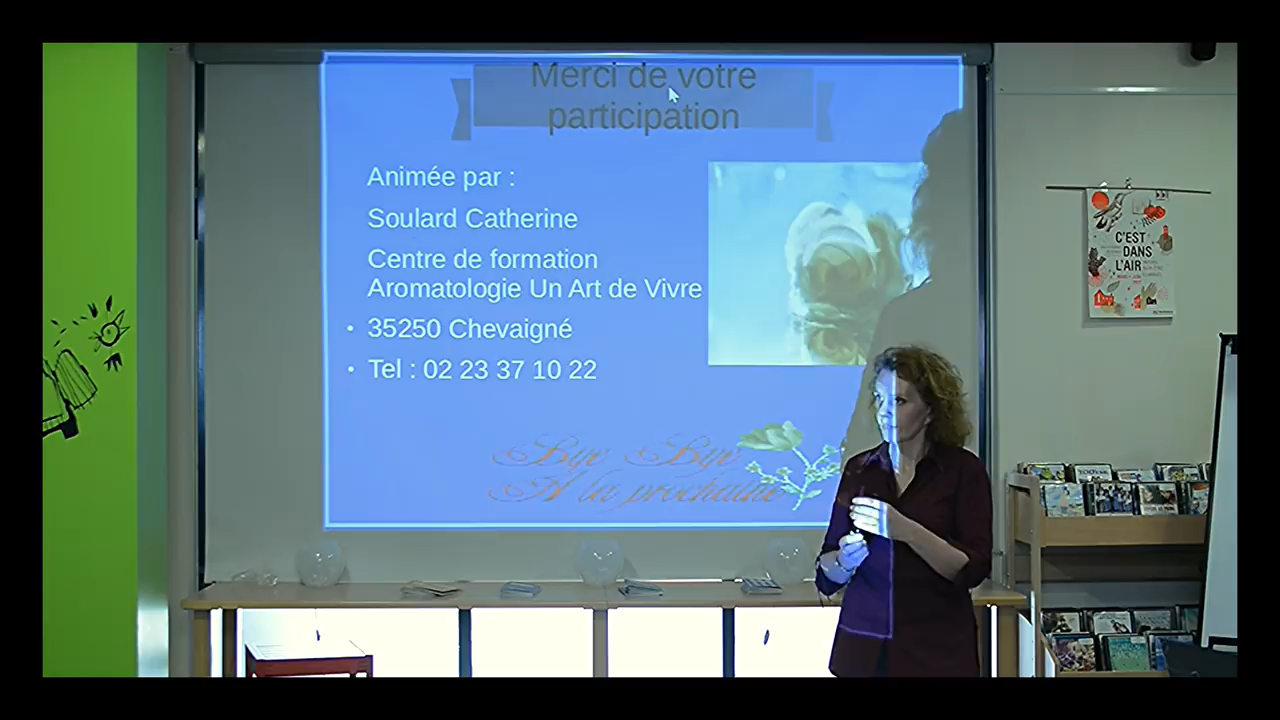 Merci de votre
participation
Animée par :
Soulard Catherine
Centre de formation
Aromatologie Un Art de Vivre
• 35250 Chevaigné
• Tel : 02 23 37 10 22
Bye Bye
A la prochaine
C'EST
DANS
L'AIR